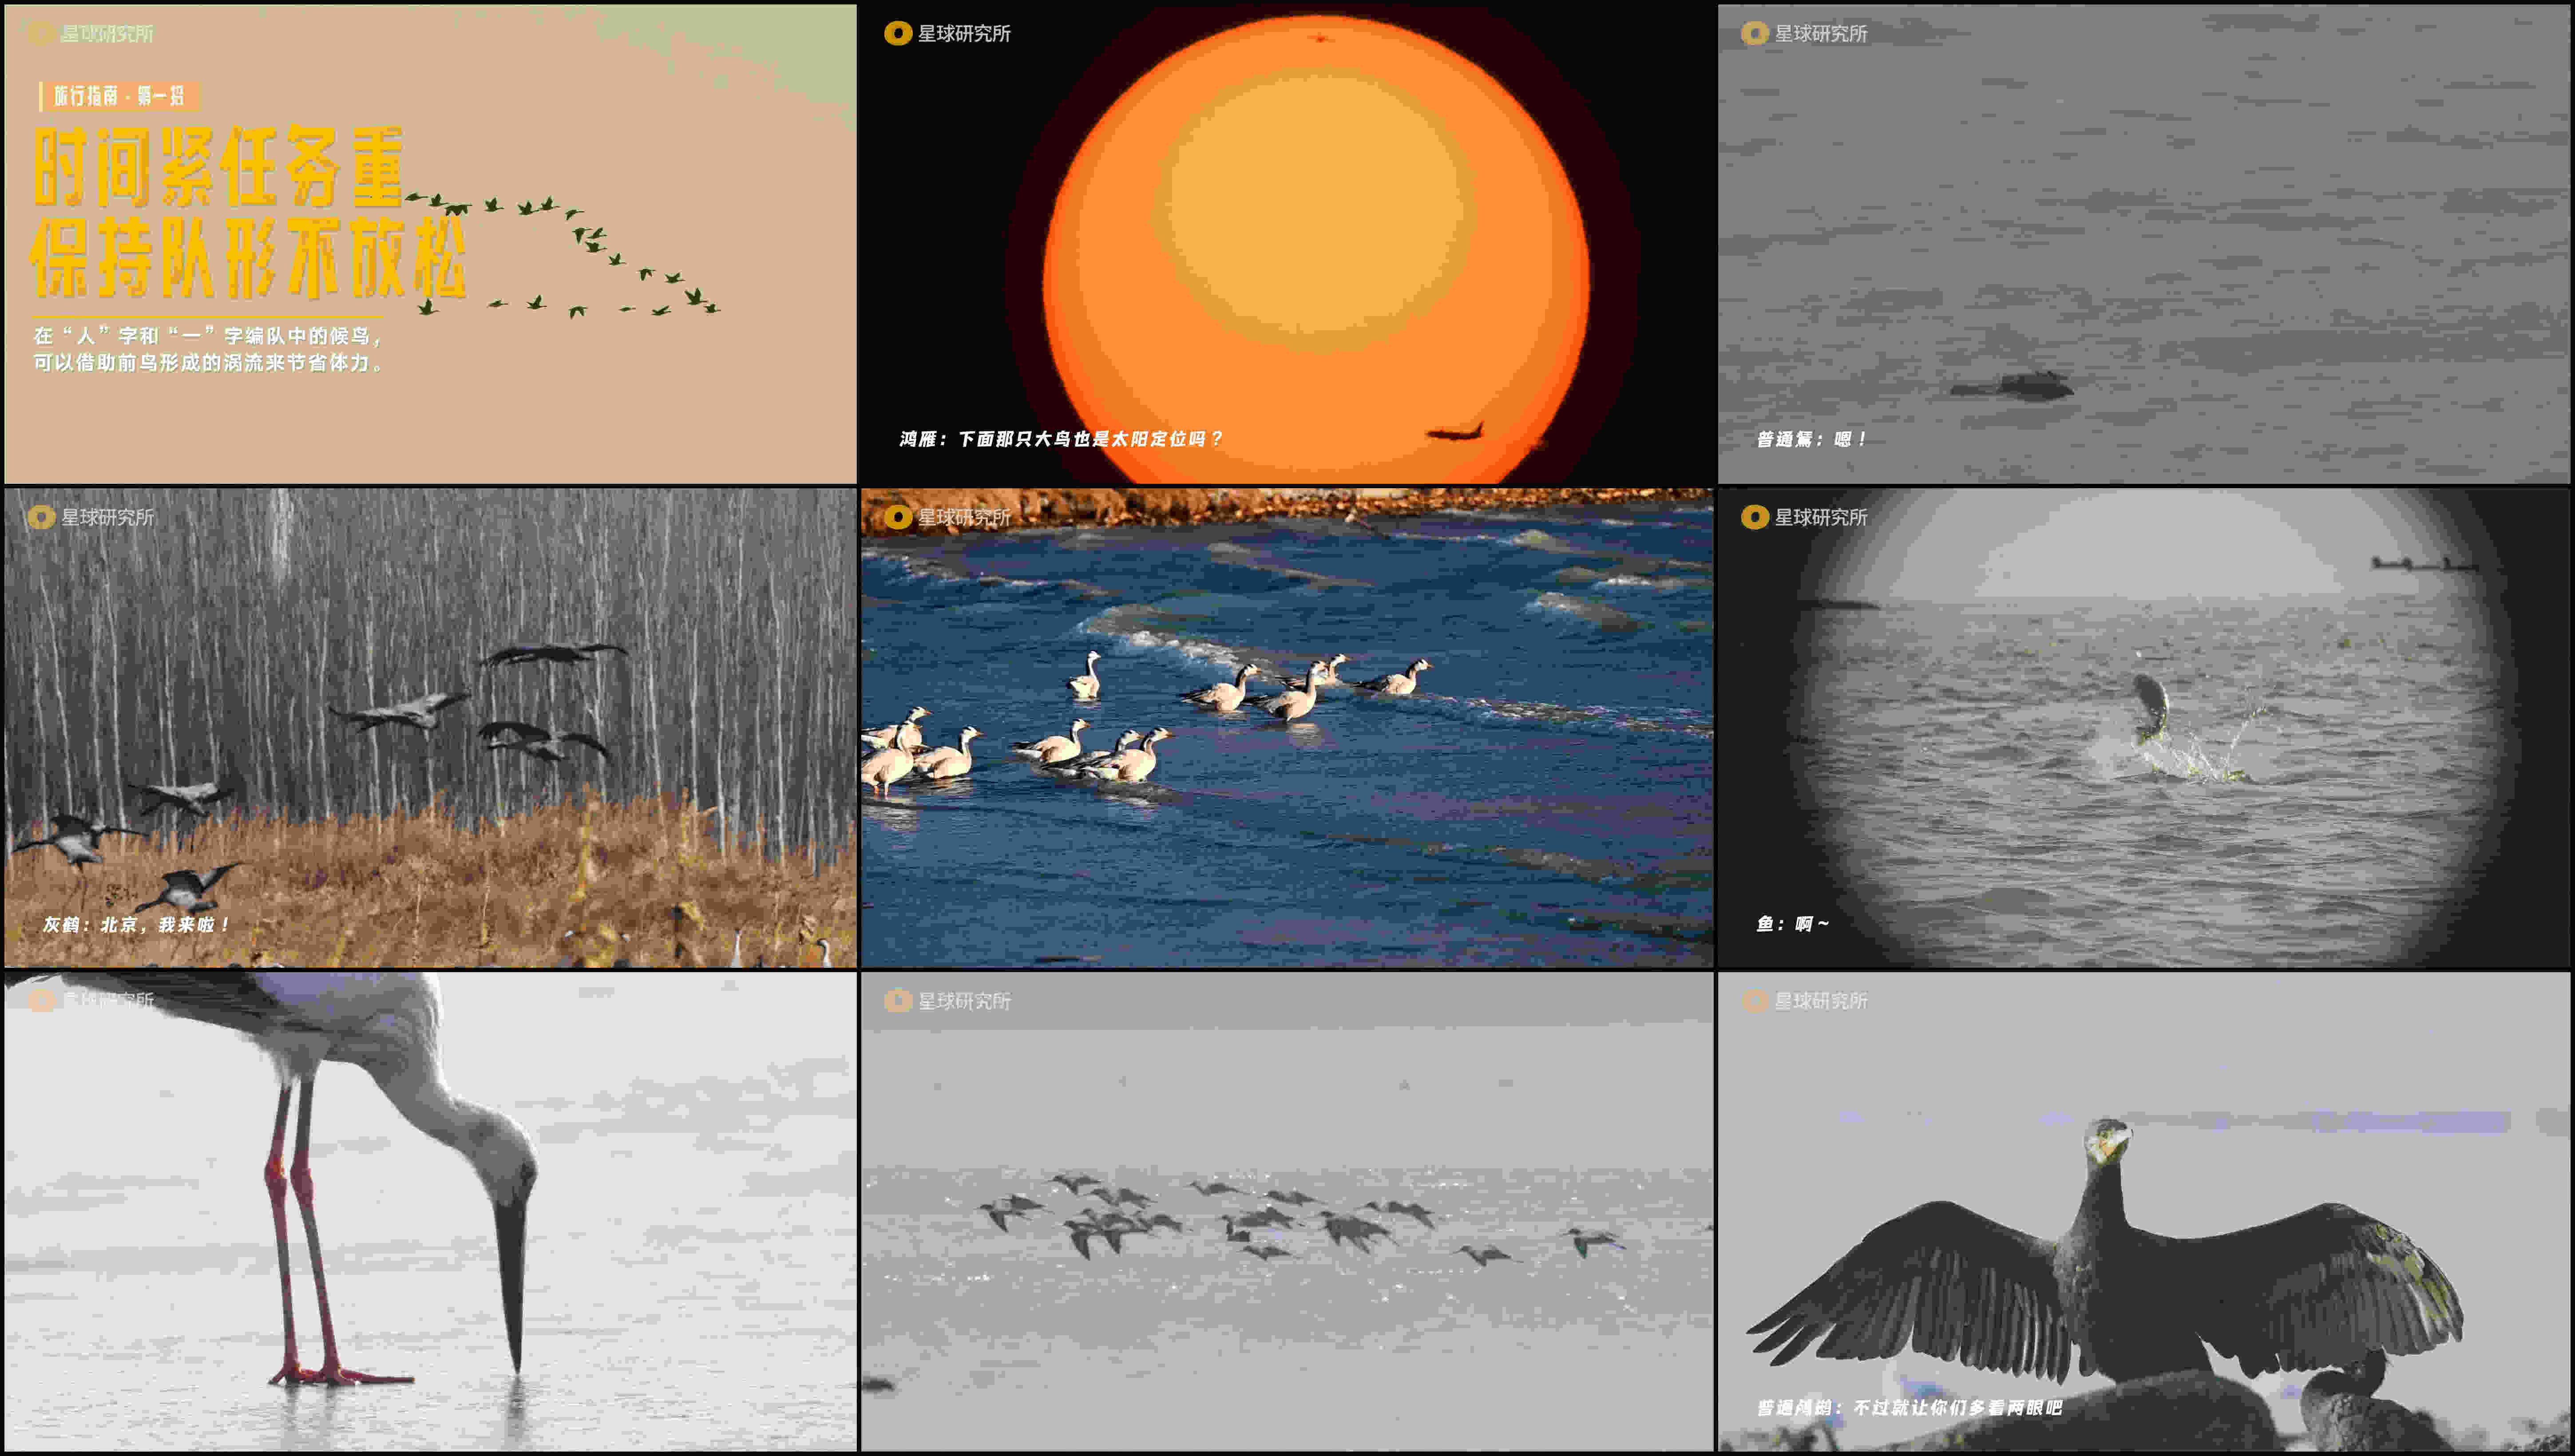 星球研究所
旅行指南·第一招
时间紧任务重
保持队形不放松
在“人”字和“一”字编队中的候鸟，
可以借助前鸟形成的涡流来节省体力。
星球研究所
鸿雁：下面那只大鸟也是太阳定位吗？
星球研究所
普通鵟：嗯！
星球研究所
灰鹤：北京，我来啦！
星球研究所
星球研究所
鱼：啊~
星球研究所
星球研究所
星球研究所
普通鸬鹚：不过就让你们多看两眼吧